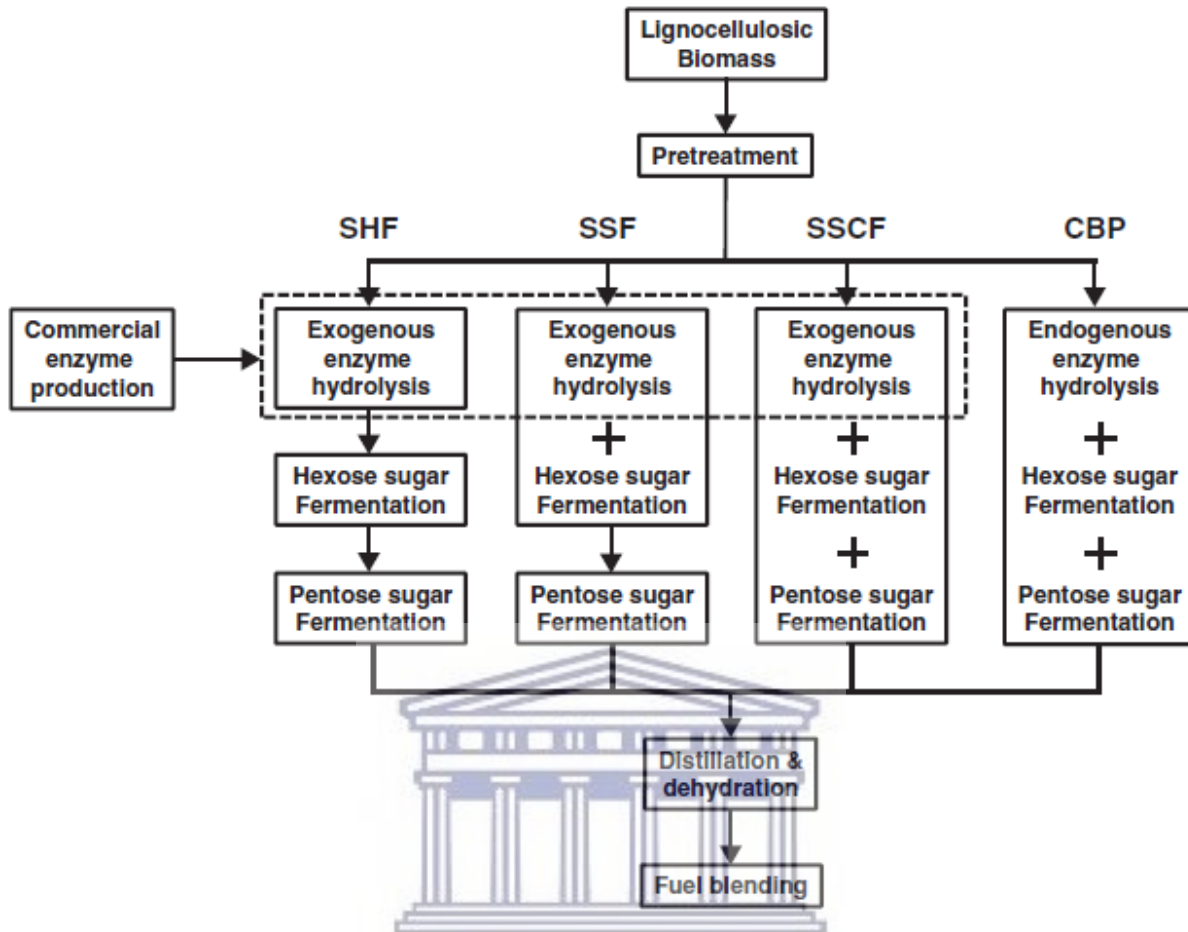 Lignocellulosic
Biomass
Pretreatment
SHF
SSF
SSCF
CBP
Commercial
enzyme
production
Exogenous
enzyme
hydrolysis
Hexose sugar
Fermentation
Pentose sugar
Fermentation
Exogenous
enzyme
hydrolysis
+
Hexose sugar
Fermentation
Pentose sugar
Fermentation
Exogenous
enzyme
hydrolysis
+
Hexose sugar
Fermentation
+
Pentose sugar
Fermentation
Endogenous
enzyme
hydrolysis
+
Hexose sugar
Fermentation
+
Pentose sugar
Fermentation
Distillation &
dehydration
Fuel blending